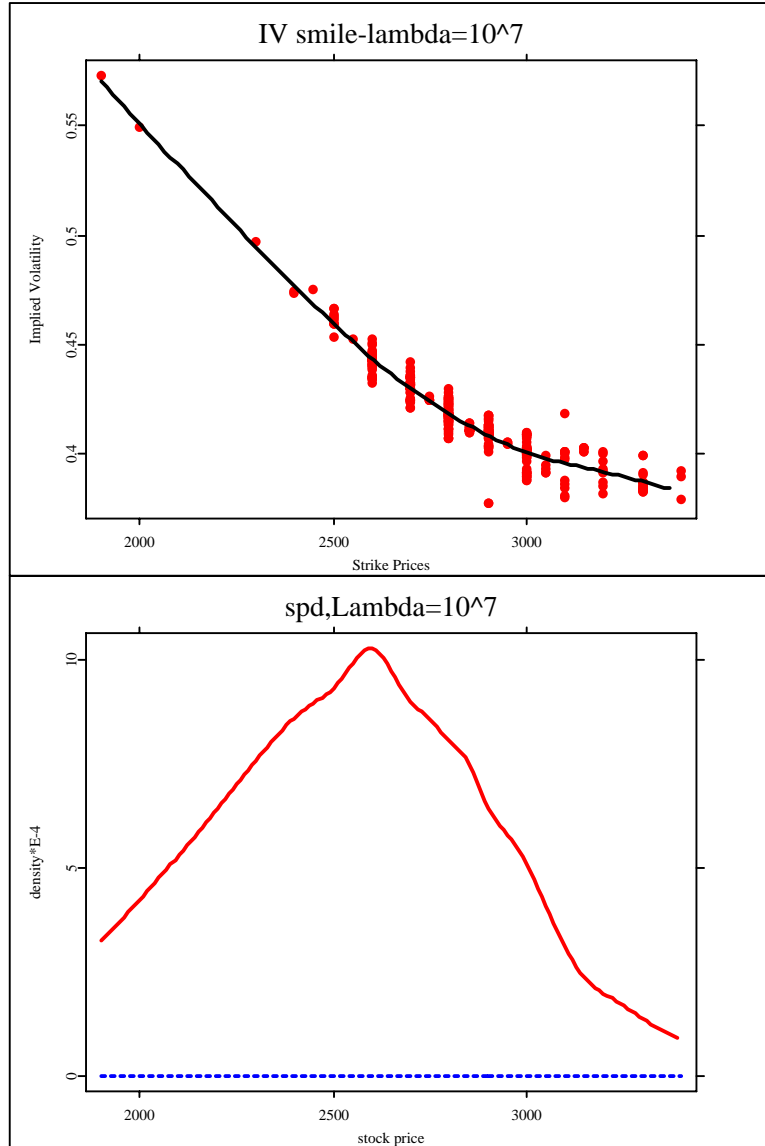 IV smile-lambda=10^7
0.55
0.5
0.45
0.4
Implied Volatility
2000
2500
3000
Strike Prices
spd,Lambda=10^7
10
5
0
density*E-4
2000
2500
3000
stock price